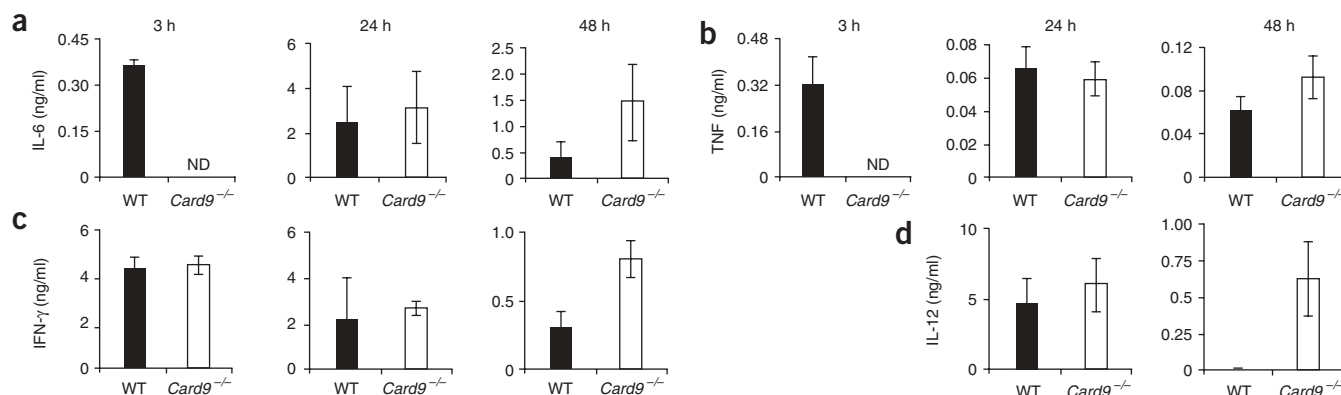 a
3 h
24 h
48 h
IL-6 (ng/ml)
0.45
0.30
0.15
0
ND
WT
Card9 –/–
6
4
2
0
WT
Card9 –/–
2.5
2.0
1.5
1.0
0.5
0
WT
Card9 –/–
b
3 h
24 h
48 h
TNF (ng/ml)
0.48
0.32
0.16
0
ND
WT
Card9 –/–
0.08
0.06
0.04
0.02
0
WT
Card9 –/–
0.12
0.08
0.04
0
WT
Card9 –/–
c
IFN-γ (ng/ml)
6
4
2
0
WT
Card9 –/–
6
4
2
0
WT
Card9 –/–
1.0
0.5
0
WT
Card9 –/–
d
IL-12 (ng/ml)
10
5
0
WT
Card9 –/–
1.00
0.75
0.50
0.25
0
WT
Card9 –/–